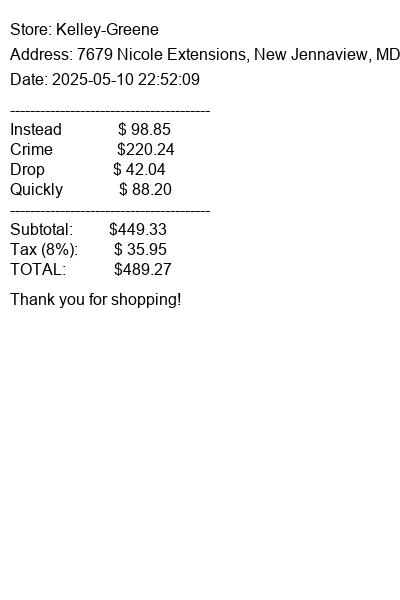 Store: Kelley-Greene
Address: 7679 Nicole Extensions, New Jennaview, MD
Date: 2025-05-10 22:52:09
----------------------------------------
Instead $ 98.85
Crime $220.24
Drop $ 42.04
Quickly $ 88.20
----------------------------------------
Subtotal: $449.33
Tax (8%): $ 35.95
TOTAL: $489.27
Thank you for shopping!